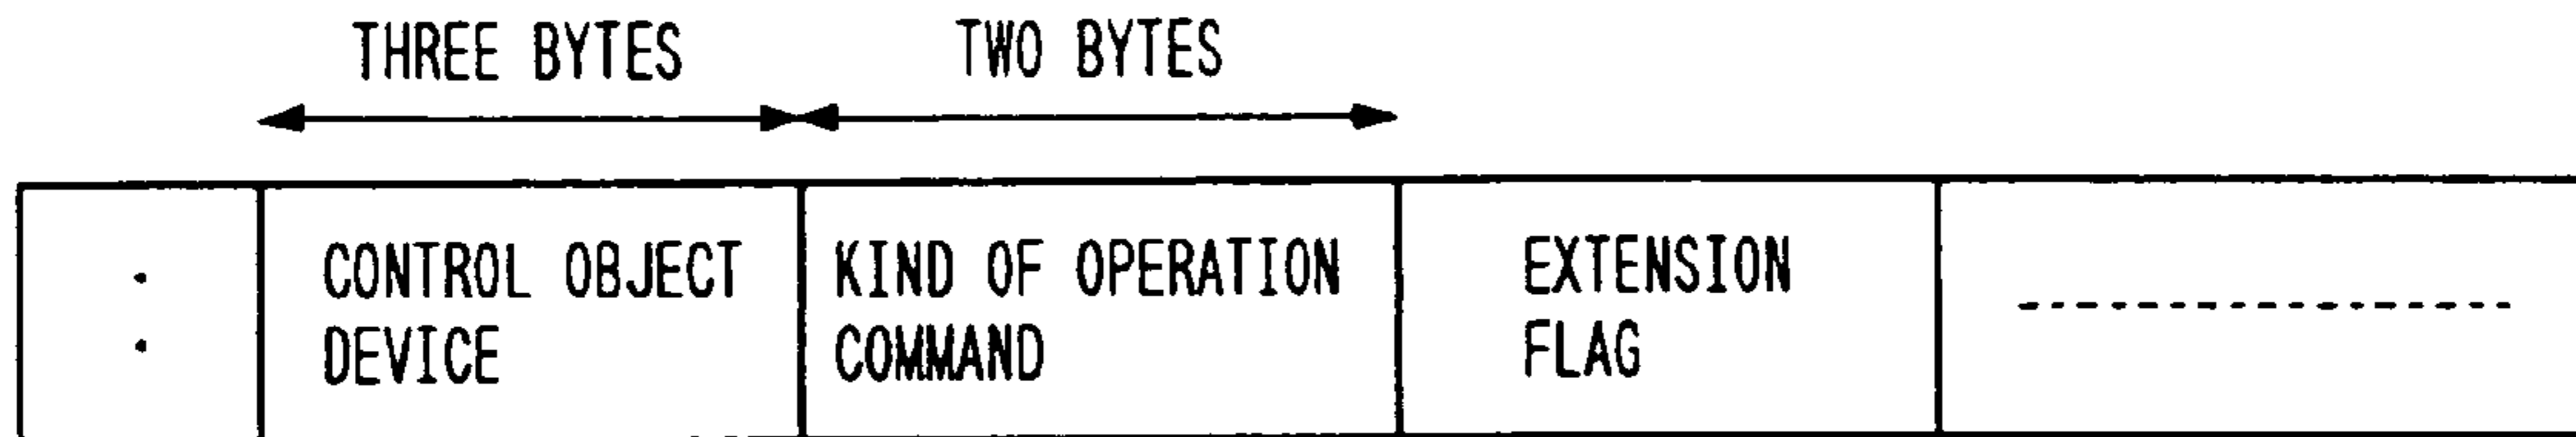 THREE BYTES
TWO BYTES
:
CONTROL OBJECT
DEVICE
KIND OF OPERATION
COMMAND
EXTENSION
FLAG